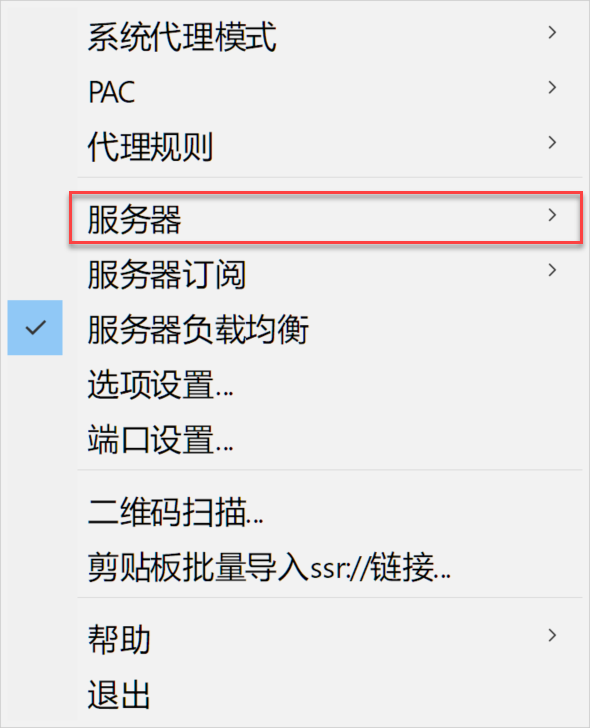 系统代理模式
PAC
代理规则
服务器
服务器订阅
服务器负载均衡
选项设置...
端口设置...
二维码扫描...
剪贴板批量导入ssr://链接...
帮助
退出